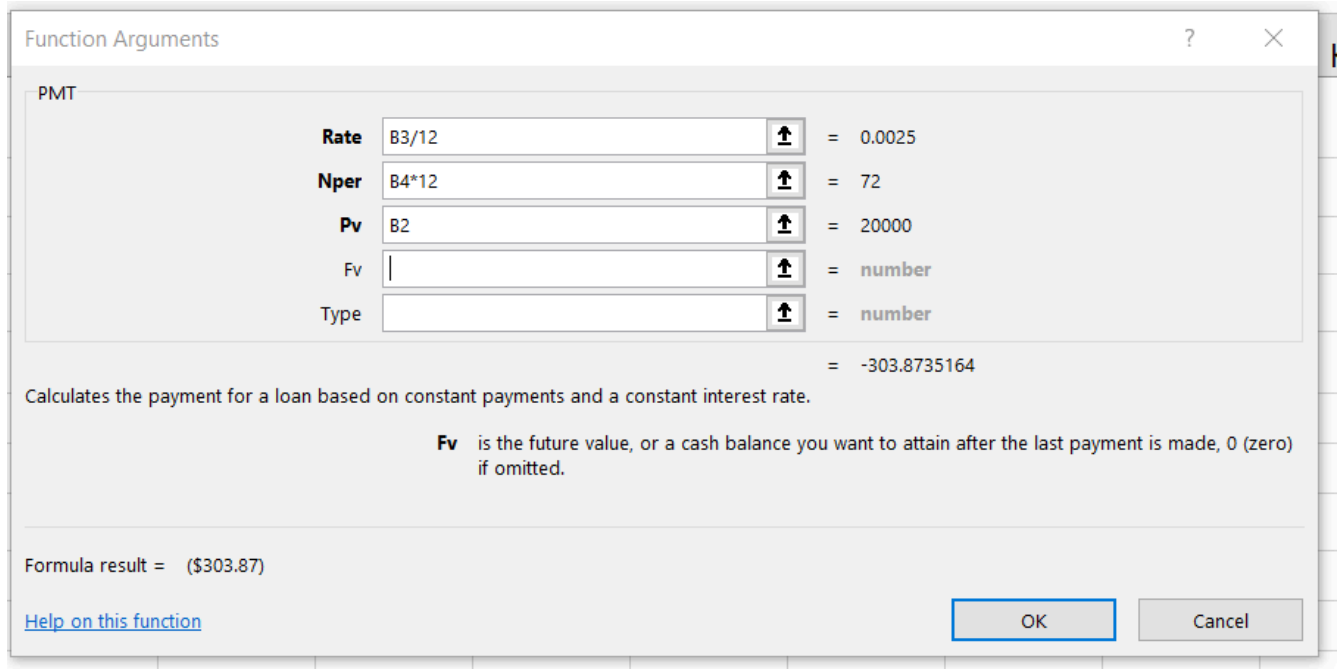 Function Arguments ?
PMT
Rate B3/12 = 0.0025
Nper B4*12 = 72
Pv B2 = 20000
Fv = number
Type = number
= -303.8735164
Calculates the payment for a loan based on constant payments and a constant interest rate.
Fv is the future value, or a cash balance you want to attain after the last payment is made, 0 (zero)
if omitted.
Formula result = ($303.87)
Help on this function OK Cancel